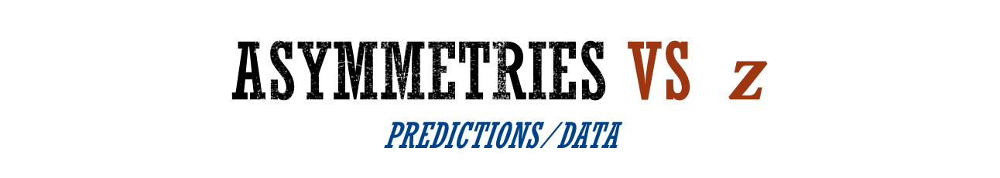 ASYMMETRIES VS z
PREDICTIONS/DATA